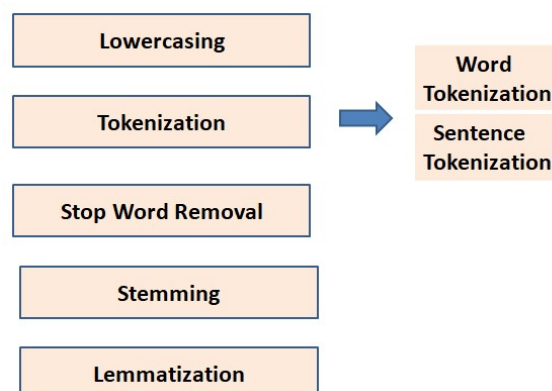 Lowercasing
Tokenization
Word
Tokenization
Sentence
Tokenization
Stop Word Removal
Stemming
Lemmatization